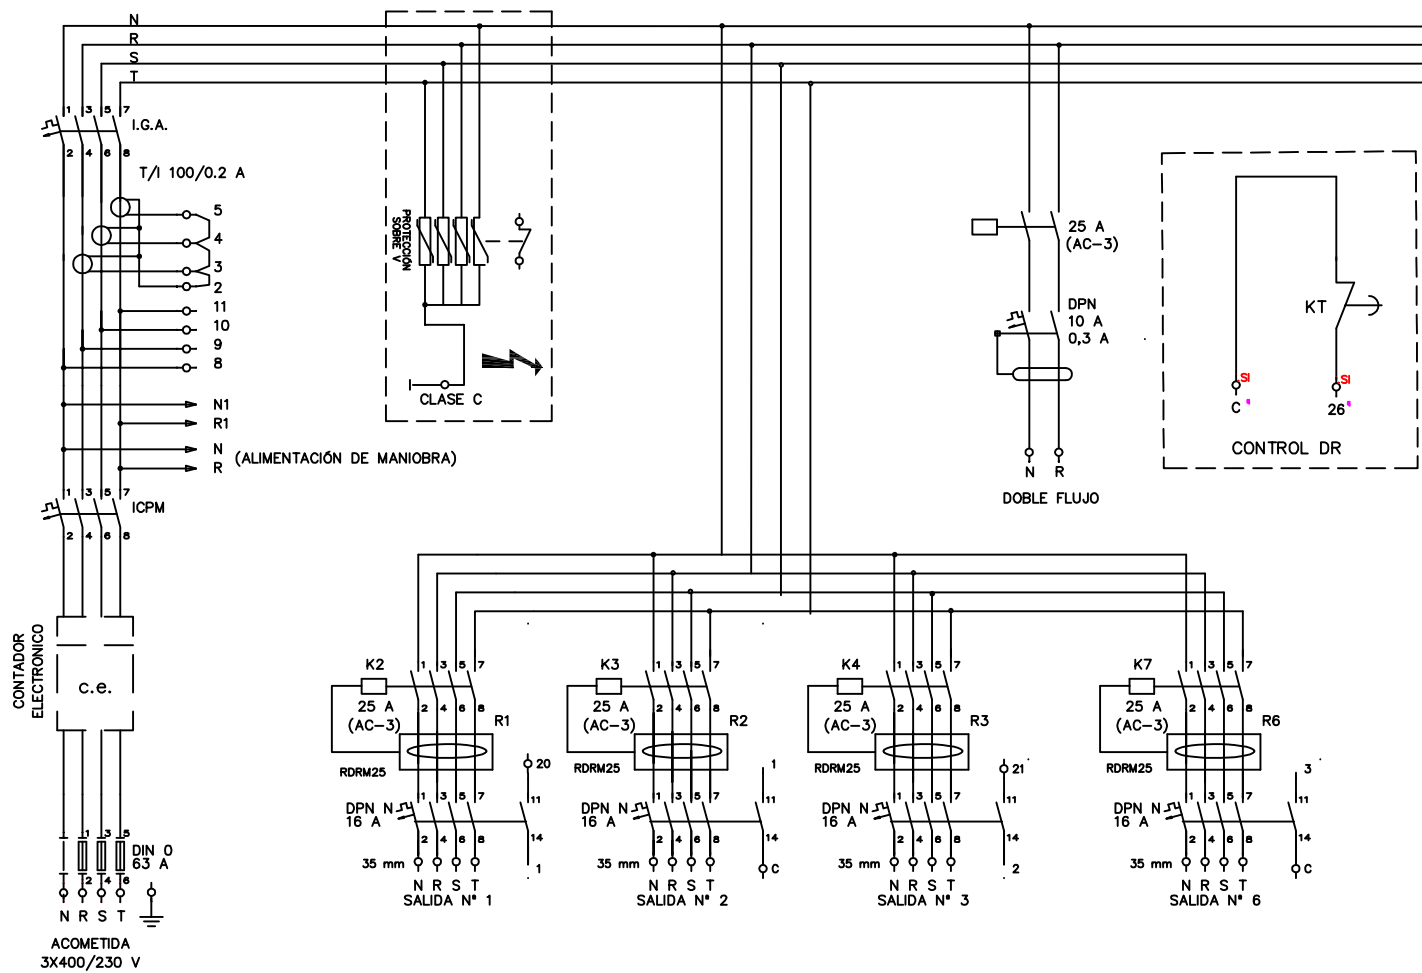 N
R
S
T
1 3 5 7
I.G.A.
2 4 6 8
T/I 100/0.2 A
5
4
3
2
11
10
9
8
N1
R1
N
R
(ALIMENTACIÓN DE MANIOBRA)
1 3 5 7
ICPM
2 4 6 8
CONTADOR
ELECTRONICO
c.e.
1 3 5
DIN 0
63 A
2 4 6
N R S T
ACOMETIDA
3X400/230 V
PROTECCIÓN
SOBRE V
CLASE C
25 A
(AC-3)
DPN
10 A
0,3 A
N R
DOBLE FLUJO
KT
SI
SI
C
26
CONTROL DR
K2
1 3 5 7
25 A
(AC-3)
2 4 6 8
R1
RDRM25
20
DPN N
16 A
1 3 5 7
11
2 4 6 8
14
35 mm
1
N R S T
SALIDA Nº 1
K3
1 3 5 7
25 A
(AC-3)
2 4 6 8
R2
RDRM25
1
DPN N
16 A
1 3 5 7
11
2 4 6 8
14
35 mm
C
N R S T
SALIDA Nº 2
K4
1 3 5 7
25 A
(AC-3)
2 4 6 8
R3
RDRM25
21
DPN N
16 A
1 3 5 7
11
2 4 6 8
14
35 mm
2
N R S T
SALIDA Nº 3
K7
1 3 5 7
25 A
(AC-3)
2 4 6 8
R6
RDRM25
3
DPN N
16 A
1 3 5 7
11
2 4 6 8
14
35 mm
C
N R S T
SALIDA Nº 6